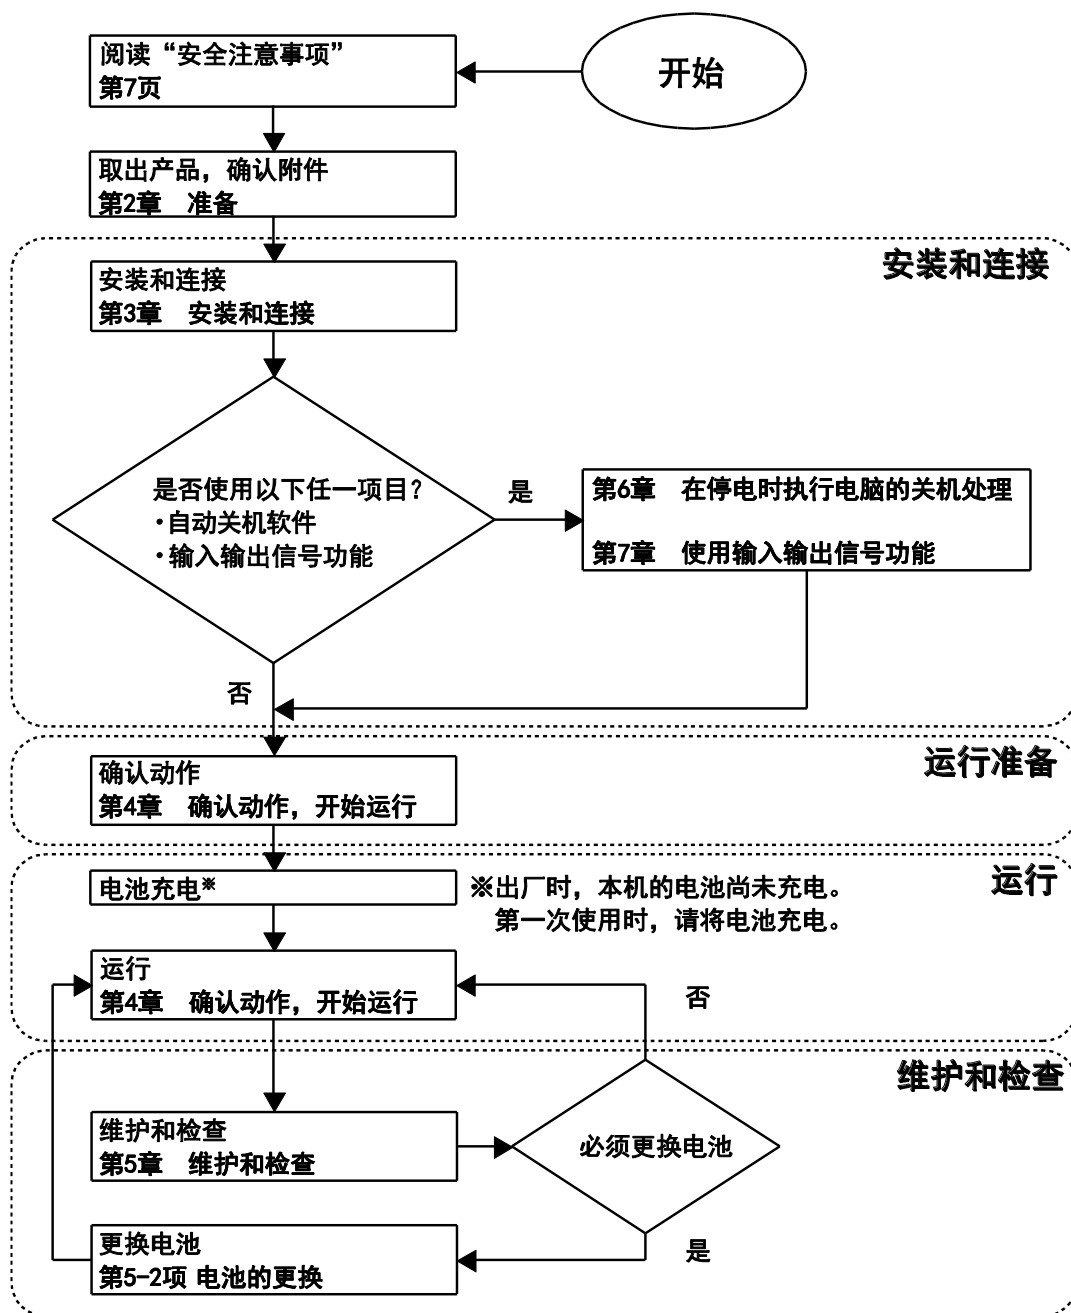 开始
阅读“安全注意事项”
第7页
取出产品，确认附件
第2章　准备
安装和连接
安装和连接
第3章　安装和连接
是否使用以下任一项目？
・自动关机软件
・输入输出信号功能
是
第6章　在停电时执行电脑的关机处理
第7章　使用输入输出信号功能
否
运行准备
确认动作
第4章　确认动作，开始运行
运行
电池充电※
※出厂时，本机的电池尚未充电。
第一次使用时，请将电池充电。
运行
第4章　确认动作，开始运行
否
维护和检查
维护和检查
第5章　维护和检查
必须更换电池
是
更换电池
第5-2项 电池的更换